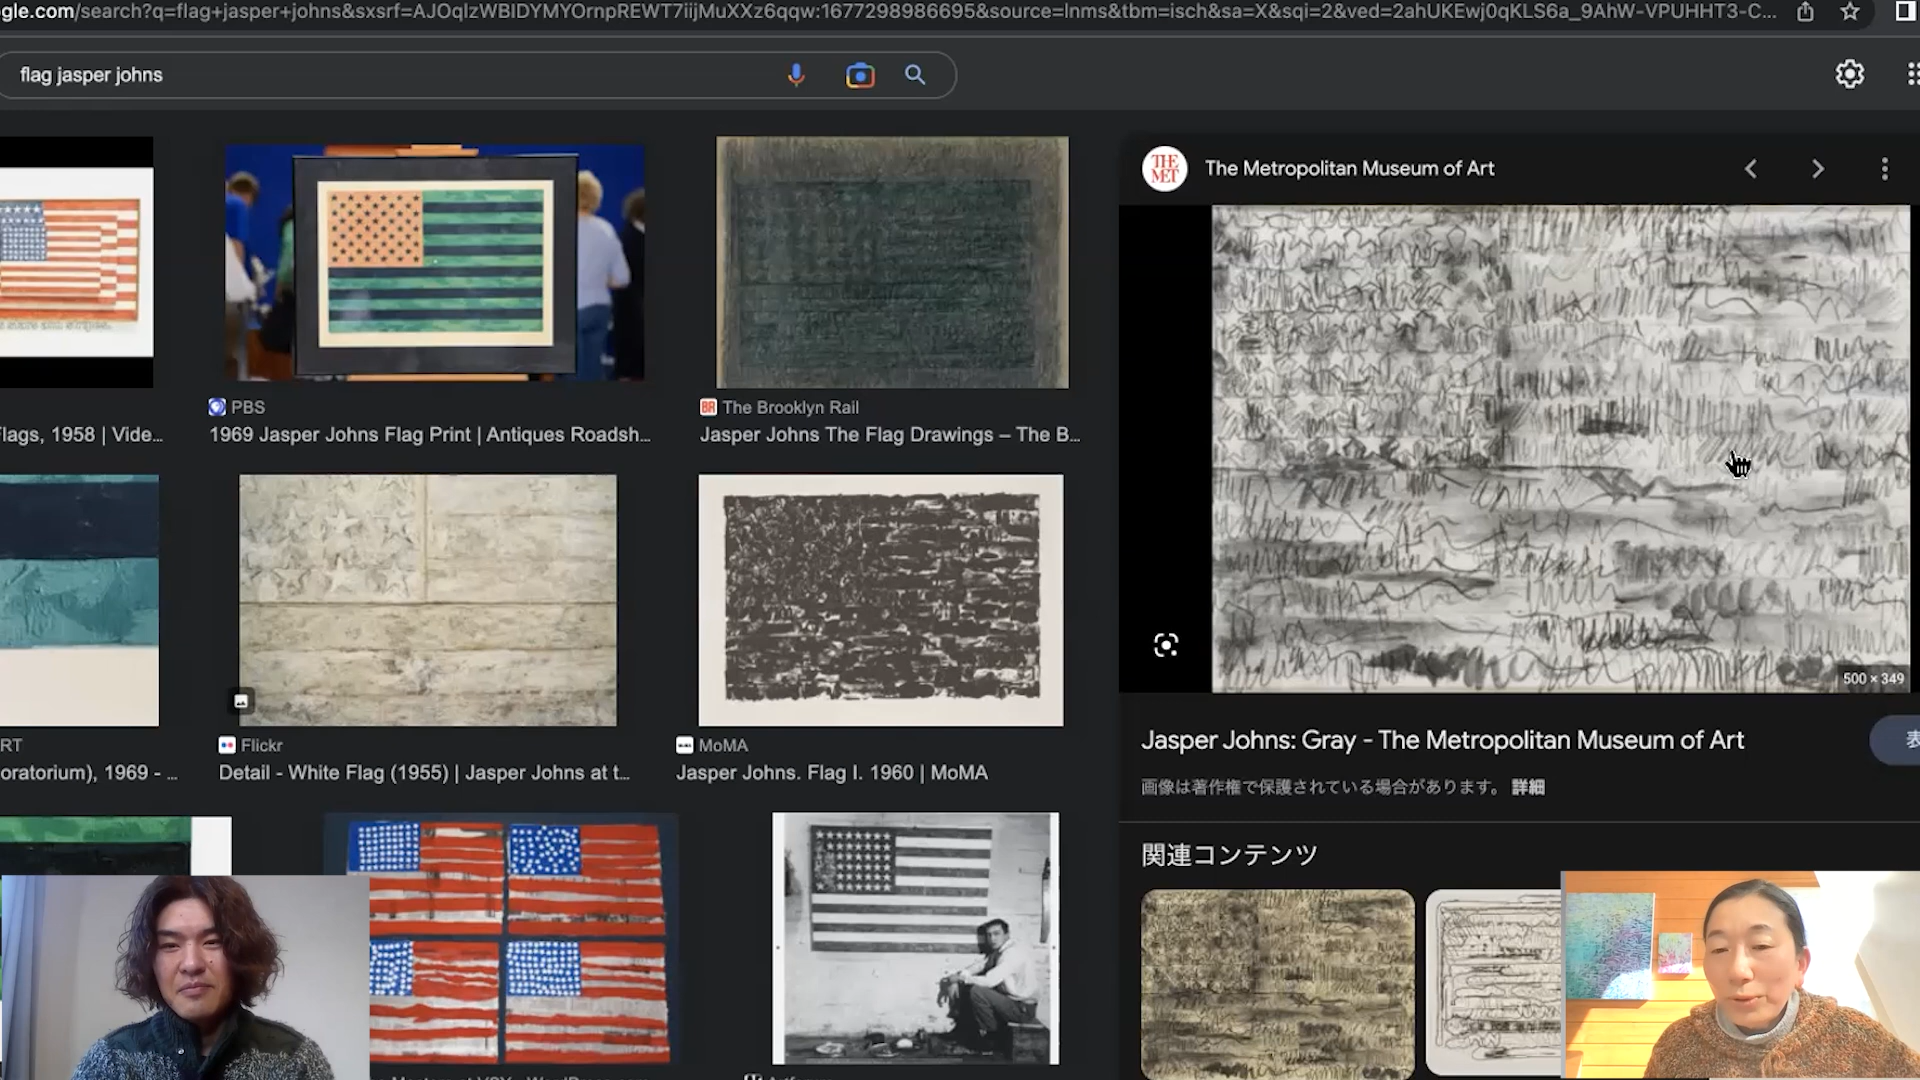 gle.com/search?q=flag+jasper+johns&sxsrf=AJOqlzWBIDYMYOrnpREWT7iijMuXXz6qqw:1677298986695&source=lnms&tbm=isch&sa=X&sqi=2&ved=2ahUKEwj0qKLS6a_9AhW-VPUHHT3-C...
flag jasper johns
THE MET
The Metropolitan Museum of Art
PBS
BR The Brooklyn Rail
lags, 1958 | Vide...
1969 Jasper Johns Flag Print | Antiques Roadsh...
Jasper Johns The Flag Drawings – The B...
500 × 349
RT
Flickr
MoMA
oratorium), 1969 - ...
Detail - White Flag (1955) | Jasper Johns at t...
Jasper Johns. Flag I. 1960 | MoMA
Jasper Johns: Gray - The Metropolitan Museum of Art
表
画像は著作権で保護されている場合があります。 詳細
関連コンテンツ